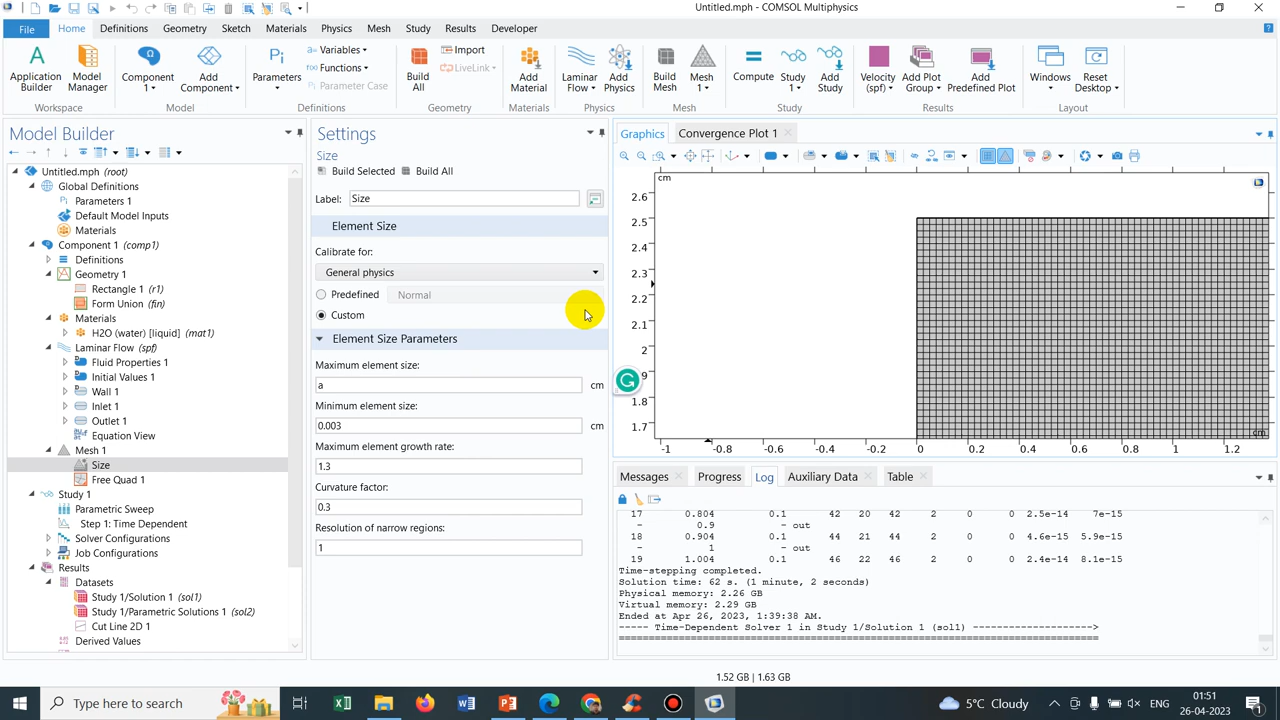 Untitled.mph - COMSOL Multiphysics
File Home Definitions Geometry Sketch Materials Physics Mesh Study Results Developer
Application Builder
Model Manager
Workspace
Component 1
Add Component
Model
Parameters
a= Variables
f(x) Functions
Pi Parameter Case
Definitions
Build All
Import
LiveLink
Geometry
Add Material
Materials
Laminar Flow
Add Physics
Physics
Build Mesh
Mesh 1
Mesh
Compute
Study 1
Add Study
Study
Velocity (spf)
Add Plot Group
Add Predefined Plot
Results
Windows
Reset Desktop
Layout
Model Builder
Untitled.mph (root)
Global Definitions
Parameters 1
Default Model Inputs
Materials
Component 1 (comp1)
Definitions
Geometry 1
Rectangle 1 (r1)
Form Union (fin)
Materials
H2O (water) [liquid] (mat1)
Laminar Flow (spf)
Fluid Properties 1
Initial Values 1
Wall 1
Inlet 1
Outlet 1
Equation View
Mesh 1
Size
Free Quad 1
Study 1
Parametric Sweep
Step 1: Time Dependent
Solver Configurations
Job Configurations
Results
Datasets
Study 1/Solution 1 (sol1)
Study 1/Parametric Solutions 1 (sol2)
Cut Line 2D 1
Derived Values
Settings
Size
Build Selected Build All
Label: Size
Element Size
Calibrate for:
General physics
Predefined Normal
Custom
Element Size Parameters
Maximum element size:
a cm
Minimum element size:
0.003 cm
Maximum element growth rate:
1.3
Curvature factor:
0.3
Resolution of narrow regions:
1
Graphics Convergence Plot 1
cm
2.6
2.5
2.4
2.3
2.2
2.1
2
9
1.8
1.7
cm
-1 -0.8 -0.6 -0.4 -0.2 0 0.2 0.4 0.6 0.8 1 1.2
Messages Progress Log Auxiliary Data Table
17 0.804 0.1 42 20 42 2 0 0 2.5e-14 7e-15
- 0.9 - out
18 0.904 0.1 44 21 44 2 0 0 4.6e-15 5.9e-15
- 1 - out
19 1.004 0.1 46 22 46 2 0 0 2.4e-14 8.1e-15
Time-stepping completed.
Solution time: 62 s. (1 minute, 2 seconds)
Physical memory: 2.26 GB
Virtual memory: 2.29 GB
Ended at Apr 26, 2023, 1:39:38 AM.
----- Time-Dependent Solver 1 in Study 1/Solution 1 (sol1) -------------------->
1.52 GB | 1.63 GB
Type here to search
5°C Cloudy
ENG
01:51
26-04-2023